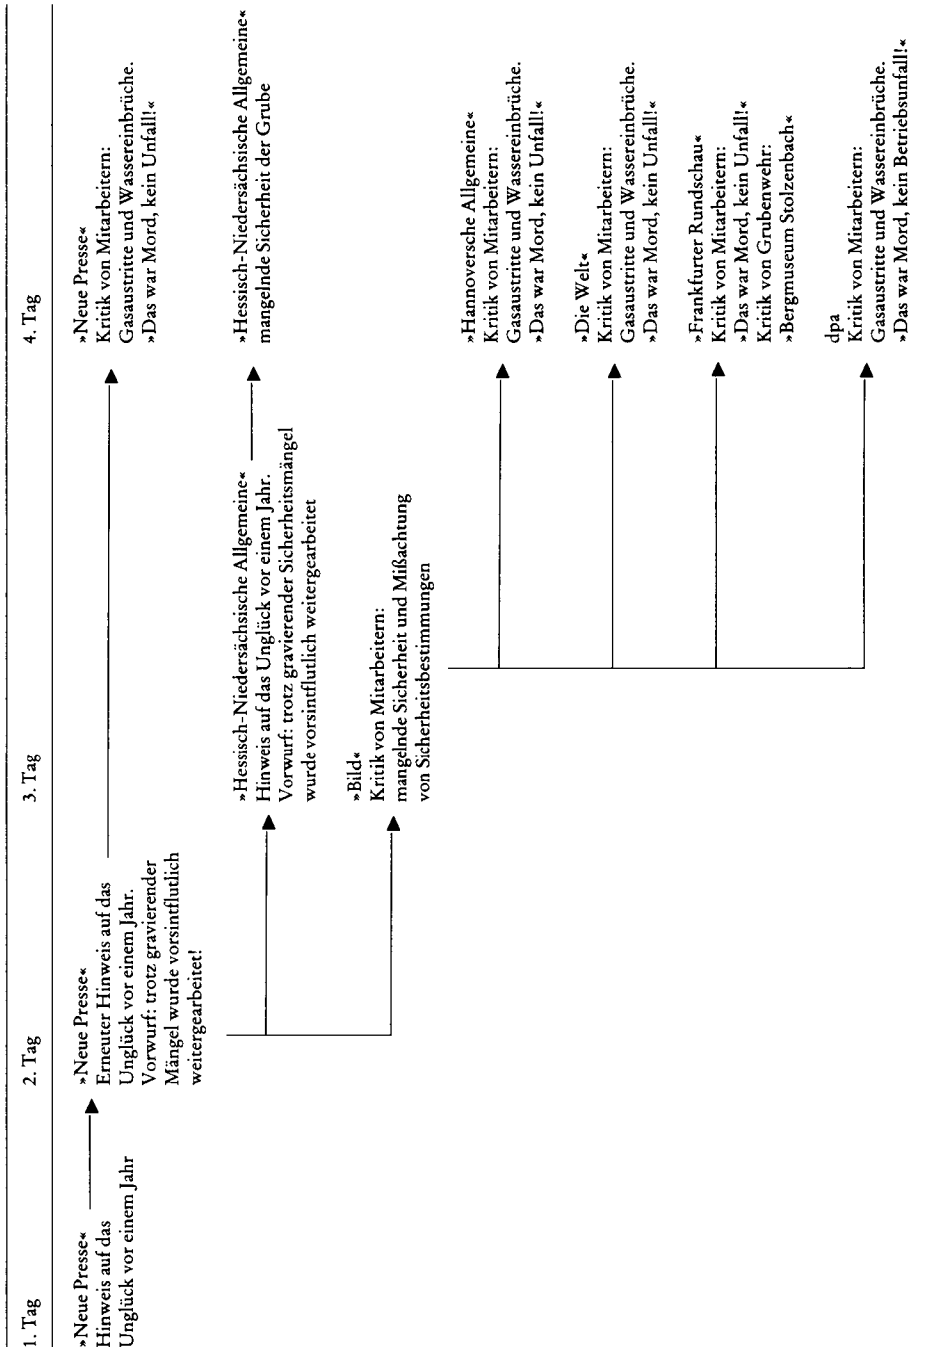 1. Tag
2. Tag
3. Tag
4. Tag
»Neue Presse«
Hinweis auf das
Unglück vor einem Jahr
»Neue Presse«
Erneuter Hinweis auf das
Unglück vor einem Jahr.
Vorwurf: trotz gravierender
Mängel wurde vorsintflutlich
weitergearbeitet!
»Hessisch-Niedersächsische Allgemeine«
Hinweis auf das Unglück vor einem Jahr.
Vorwurf: trotz gravierender Sicherheitsmängel
wurde vorsintflutlich weitergearbeitet
»Bild«
Kritik von Mitarbeitern:
mangelnde Sicherheit und Mißachtung
von Sicherheitsbestimmungen
»Neue Presse«
Kritik von Mitarbeitern:
Gasaustritte und Wassereinbrüche.
»Das war Mord, kein Unfall!«
»Hessisch-Niedersächsische Allgemeine«
mangelnde Sicherheit der Grube
»Hannoversche Allgemeine«
Kritik von Mitarbeitern:
Gasaustritte und Wassereinbrüche.
»Das war Mord, kein Unfall!«
»Die Welt«
Kritik von Mitarbeitern:
Gasaustritte und Wassereinbrüche.
»Das war Mord, kein Unfall!«
»Frankfurter Rundschau«
Kritik von Mitarbeitern:
»Das war Mord, kein Unfall!«
Kritik von Grubenwehr:
»Bergmuseum Stolzenbach«
dpa
Kritik von Mitarbeitern:
Gasaustritte und Wassereinbrüche.
»Das war Mord, kein Betriebsunfall!«